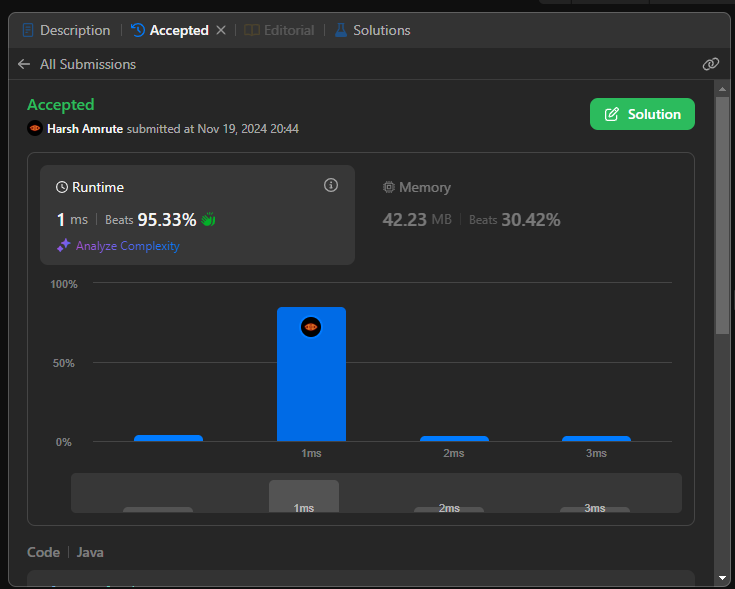 Description | Accepted | Editorial | Solutions
All Submissions
Accepted
Harsh Amrute submitted at Nov 19, 2024 20:44
Solution
Runtime
1 ms | Beats 95.33%
Analyze Complexity
Memory
42.23 MB | Beats 30.42%
100%
50%
0%
1ms 2ms 3ms
1ms 2ms 3ms
Code | Java